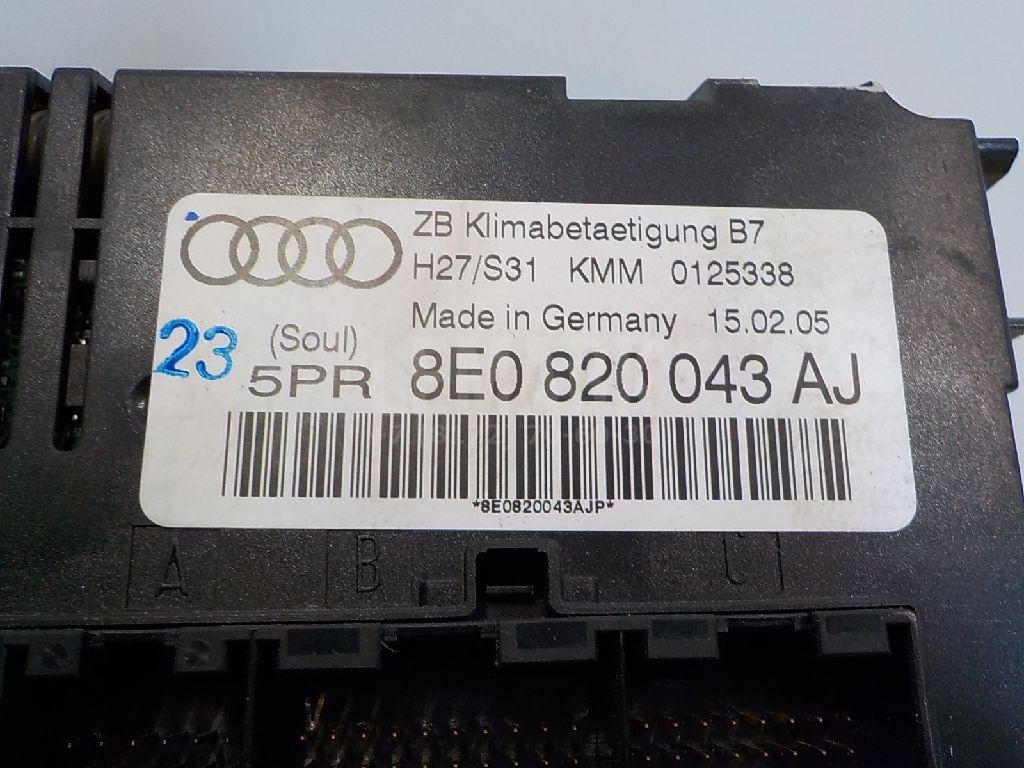 ZB Klimabetaetigung B7
H27/S31 KMM 0125338
Made in Germany 15.02.05
23 (Soul)
5PR 8E0 820 043 AJ
*8E0820043AJP*
A B C